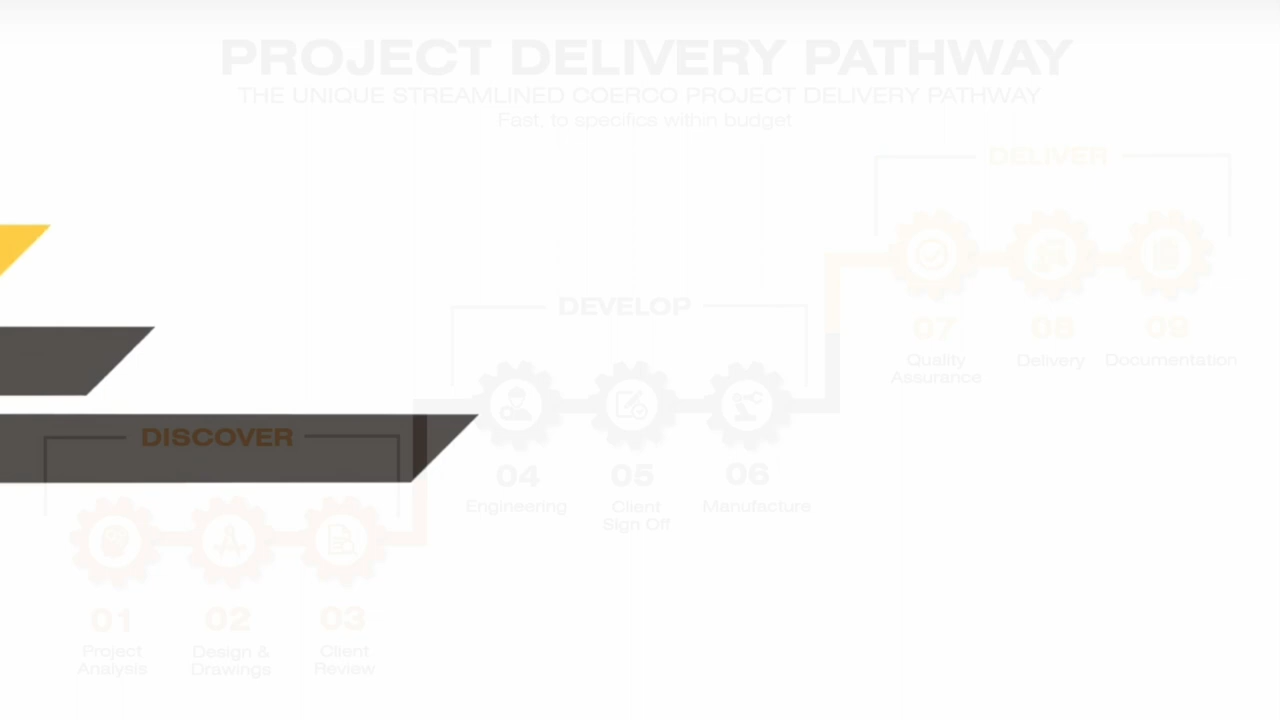 PROJECT DELIVERY PATHWAY
THE UNIQUE STREAMLINED COERCO PROJECT DELIVERY PATHWAY
Fast, to specifics within budget
DISCOVER
01
Project
Analysis
02
Design &
Drawings
03
Client
Review
DEVELOP
04
Engineering
05
Client
Sign Off
06
Manufacture
DELIVER
07
Quality
Assurance
08
Delivery
09
Documentation